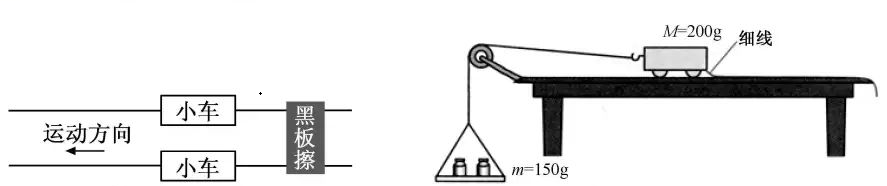 小车
运动方向
小车
黑板擦
M=200g
细线
m=150g